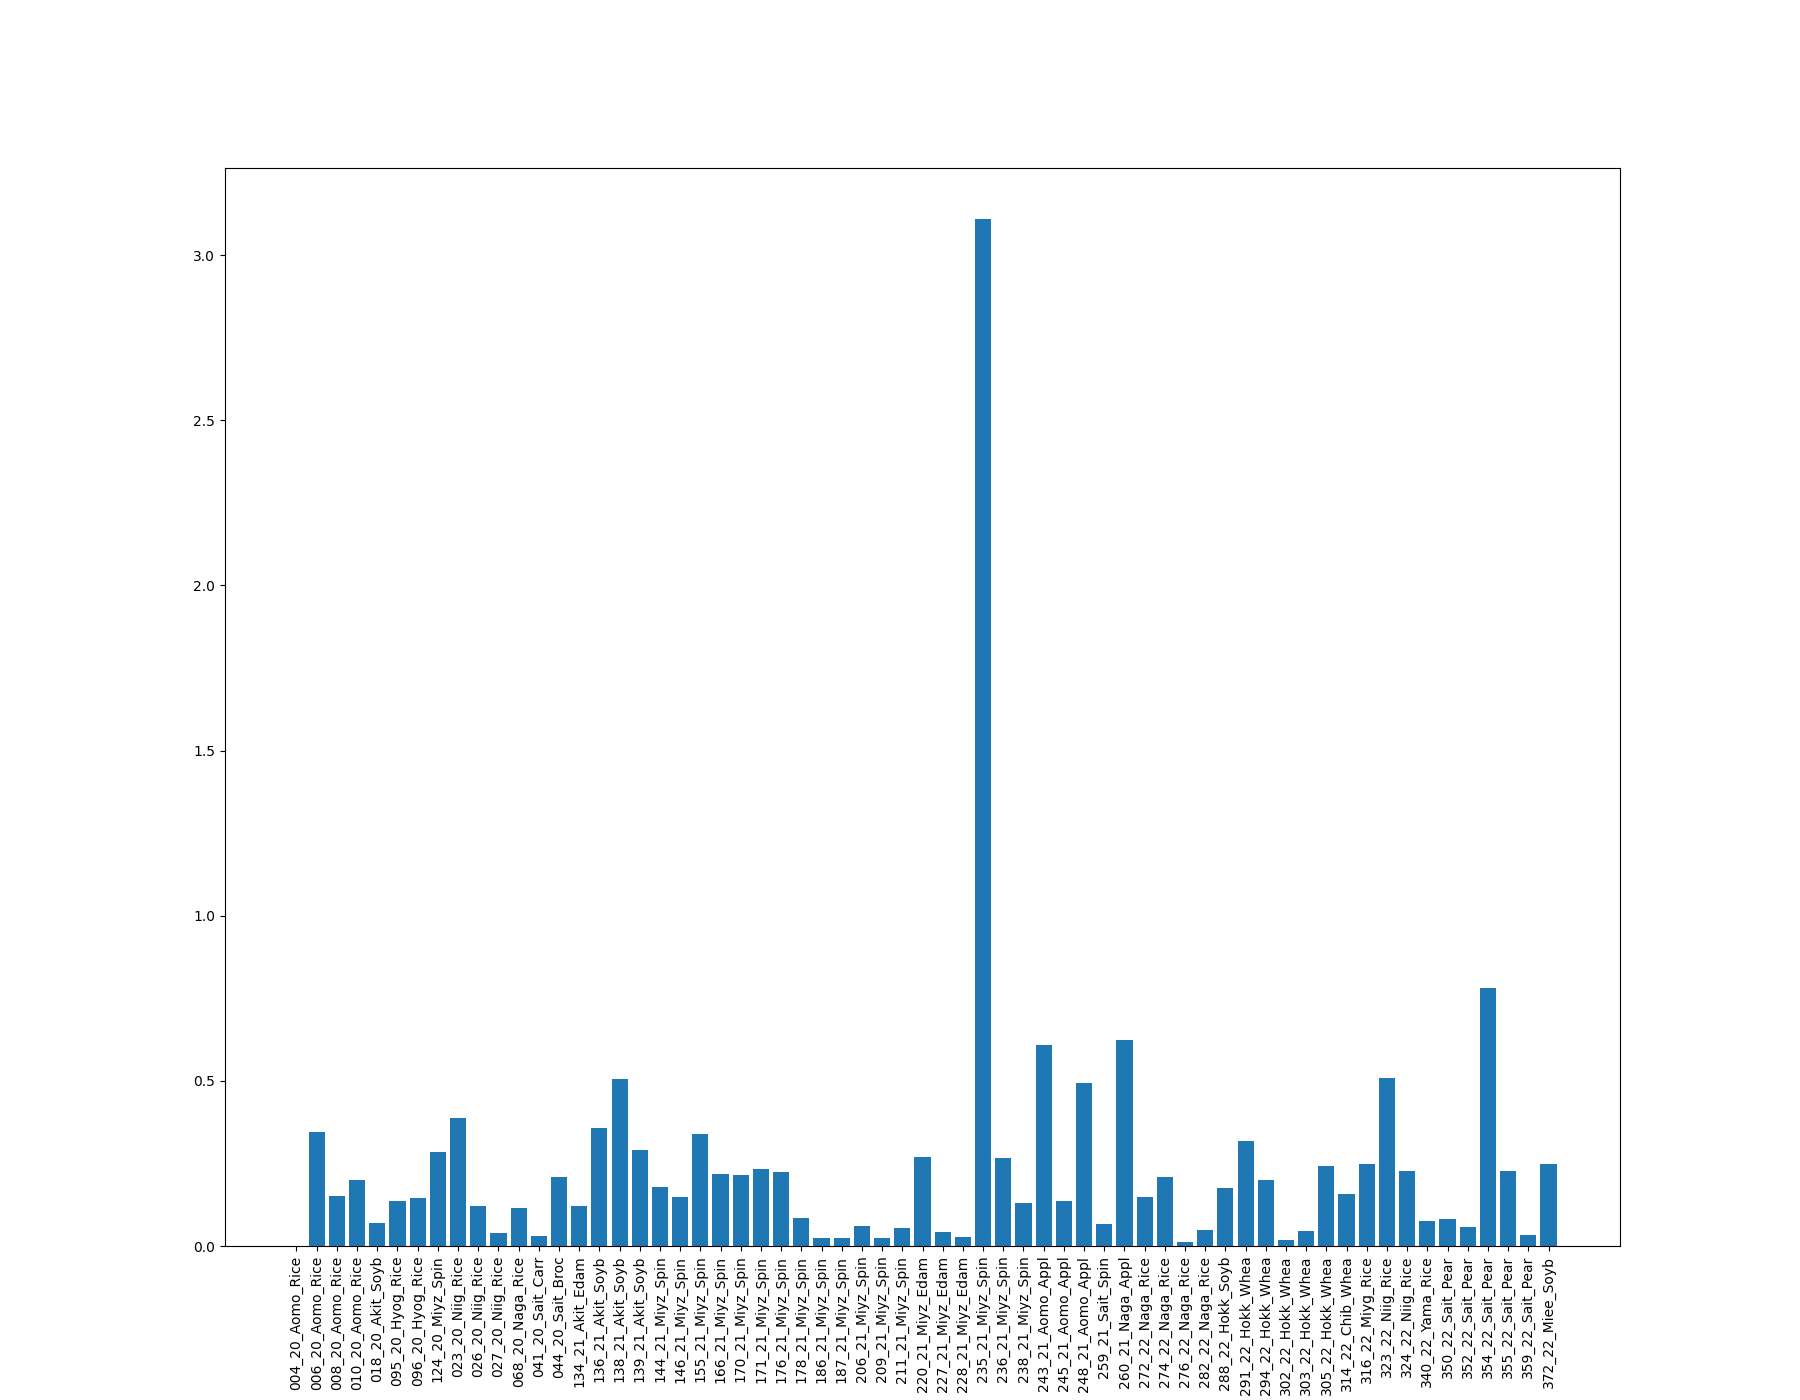 3.0
2.5
2.0
1.5
1.0
0.5
0.0
004_20_Aomo_Rice
006_20_Aomo_Rice
008_20_Aomo_Rice
010_20_Aomo_Rice
018_20_Akit_Soyb
095_20_Hyog_Rice
096_20_Hyog_Rice
124_20_Miyz_Spin
023_20_Niig_Rice
026_20_Niig_Rice
027_20_Niig_Rice
068_20_Naga_Rice
041_20_Sait_Carr
044_20_Sait_Broc
134_21_Akit_Edam
136_21_Akit_Soyb
138_21_Akit_Soyb
139_21_Akit_Soyb
144_21_Miyz_Spin
146_21_Miyz_Spin
155_21_Miyz_Spin
166_21_Miyz_Spin
170_21_Miyz_Spin
171_21_Miyz_Spin
176_21_Miyz_Spin
178_21_Miyz_Spin
186_21_Miyz_Spin
187_21_Miyz_Spin
206_21_Miyz_Spin
209_21_Miyz_Spin
211_21_Miyz_Spin
220_21_Miyz_Edam
227_21_Miyz_Edam
228_21_Miyz_Edam
235_21_Miyz_Spin
236_21_Miyz_Spin
238_21_Miyz_Spin
243_21_Aomo_Appl
245_21_Aomo_Appl
248_21_Aomo_Appl
259_21_Sait_Spin
260_21_Naga_Appl
272_22_Naga_Rice
274_22_Naga_Rice
276_22_Naga_Rice
282_22_Naga_Rice
288_22_Hokk_Soyb
291_22_Hokk_Whea
294_22_Hokk_Whea
302_22_Hokk_Whea
303_22_Hokk_Whea
305_22_Hokk_Whea
314_22_Chib_Whea
316_22_Miyg_Rice
323_22_Niig_Rice
324_22_Niig_Rice
340_22_Yama_Rice
350_22_Sait_Pear
352_22_Sait_Pear
354_22_Sait_Pear
355_22_Sait_Pear
359_22_Sait_Pear
372_22_Miee_Soyb